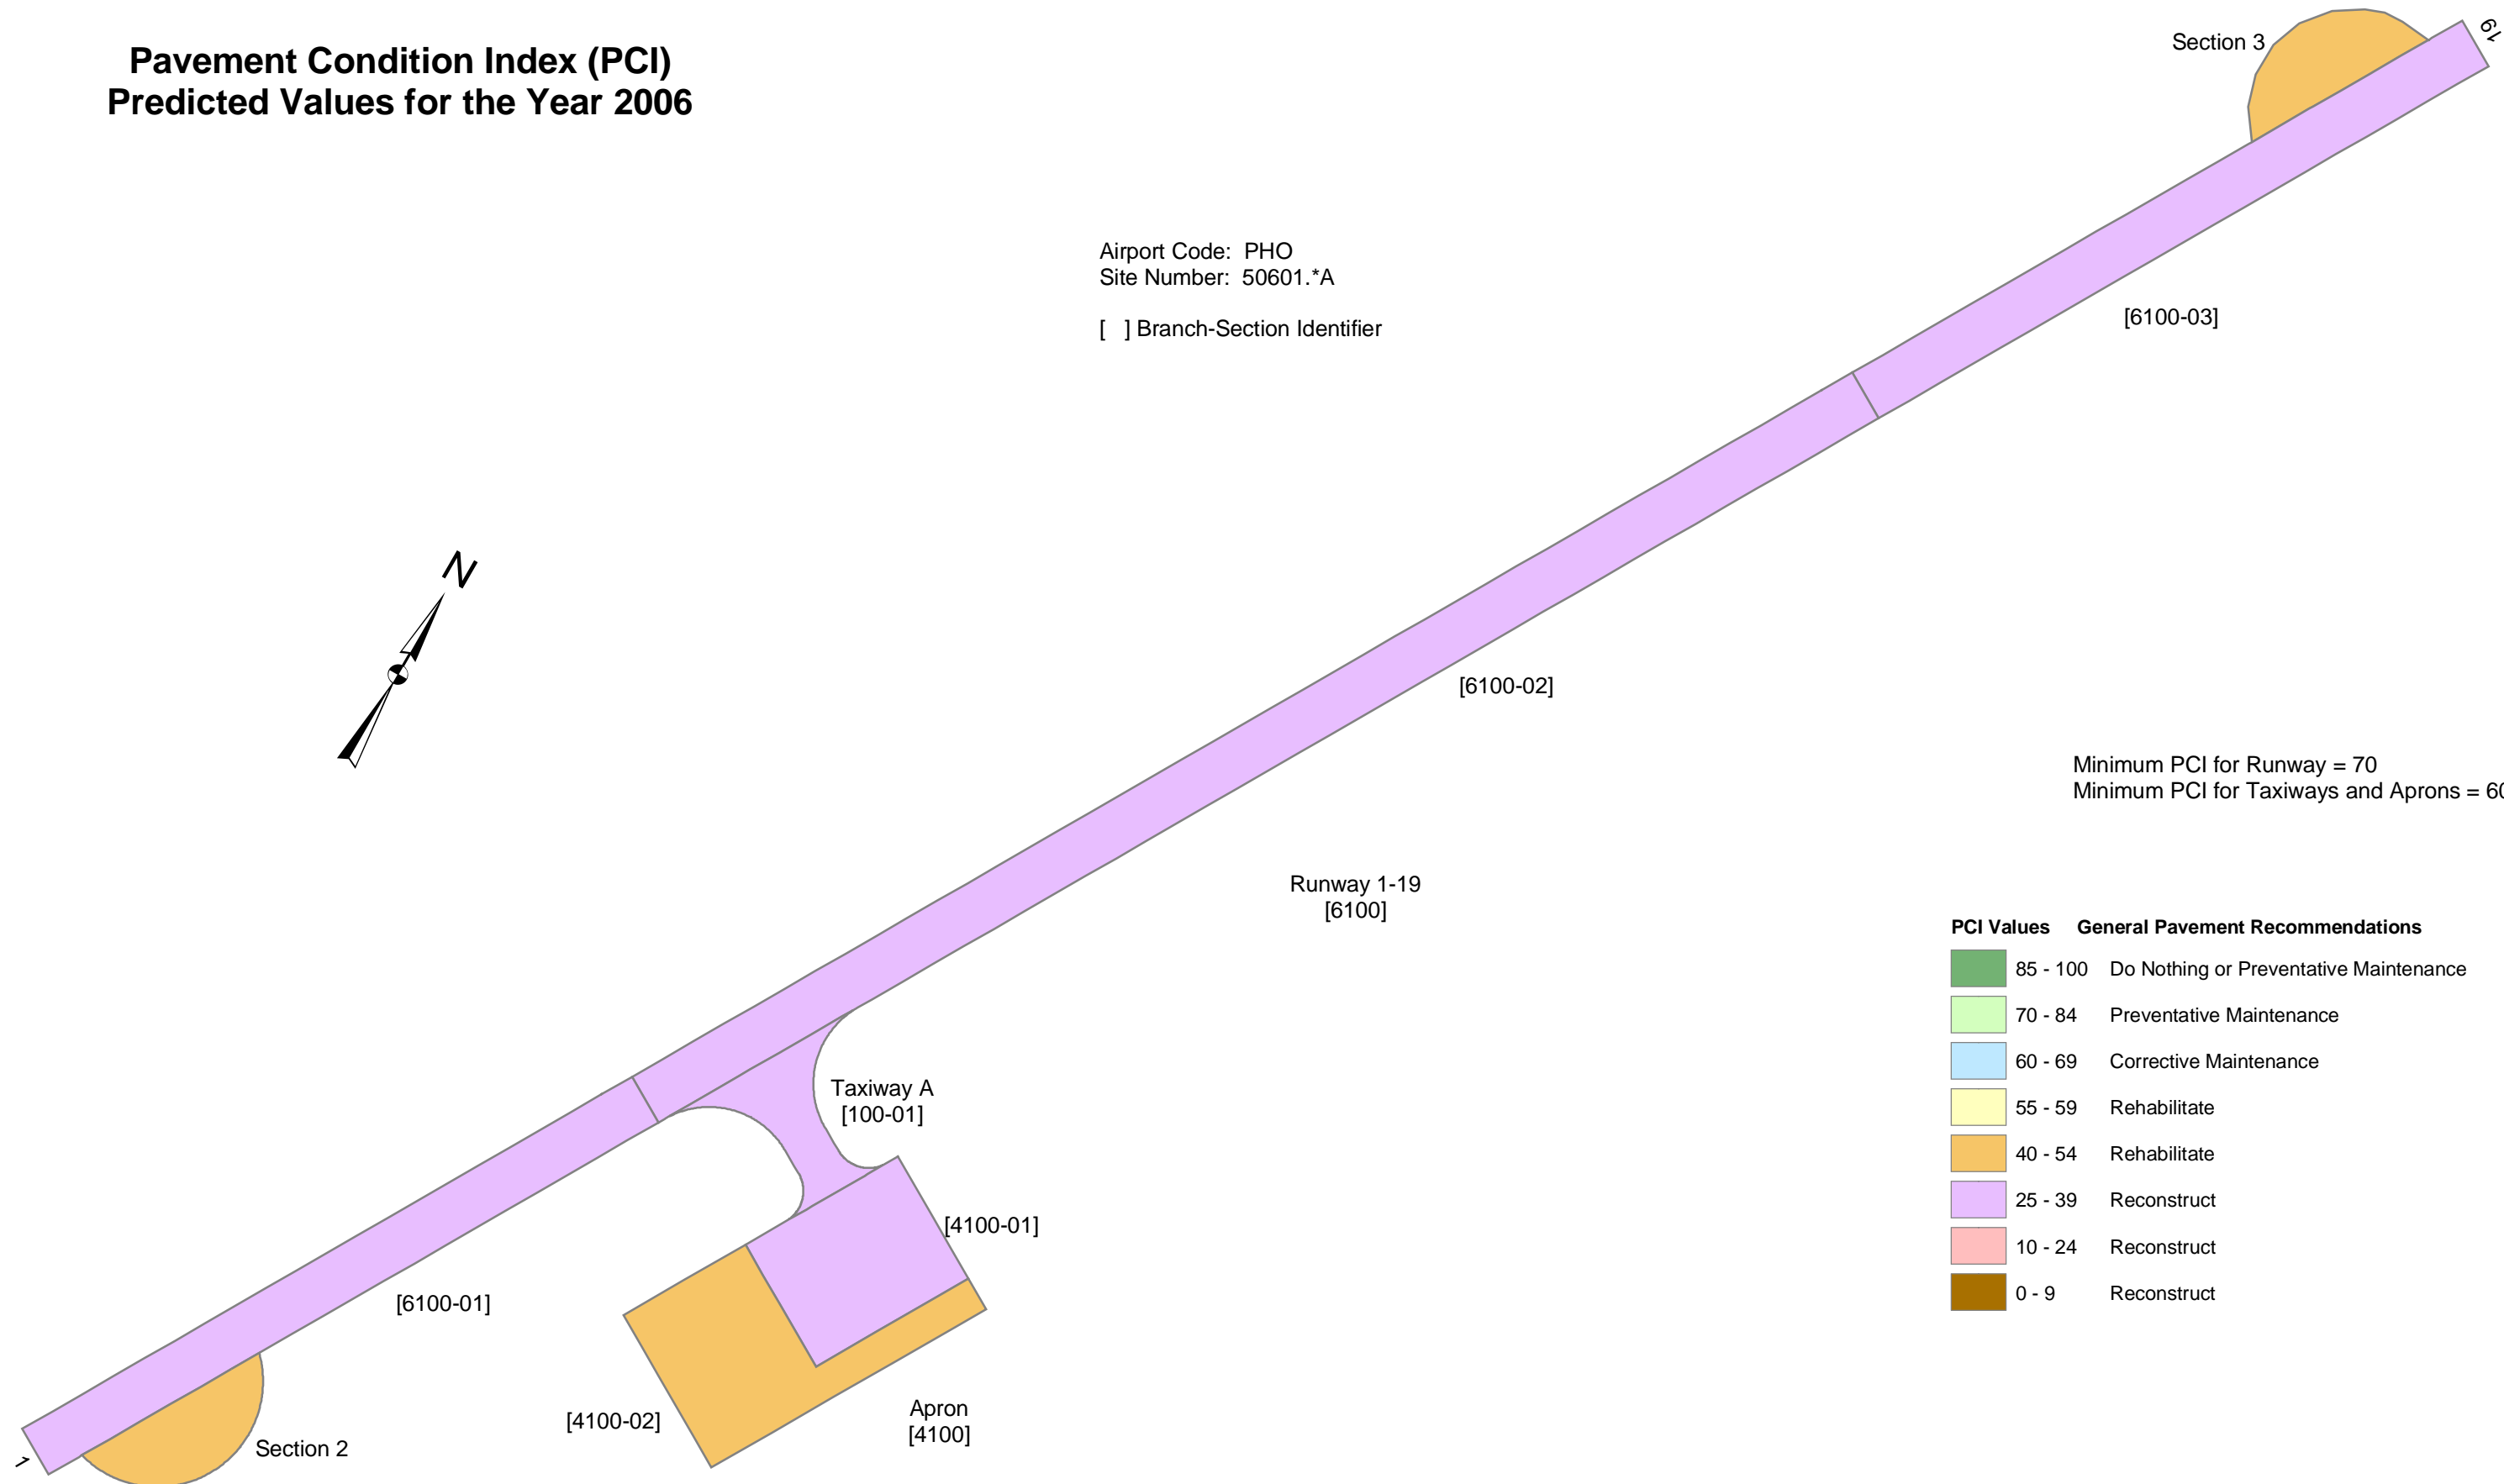 Pavement Condition Index (PCI)
Predicted Values for the Year 2006
Section 3
19
Airport Code: PHO
Site Number: 50601.*A
[ ] Branch-Section Identifier
[6100-03]
N
[6100-02]
Minimum PCI for Runway = 70
Minimum PCI for Taxiways and Aprons = 60
Runway 1-19
[6100]
PCI Values General Pavement Recommendations
85 - 100 Do Nothing or Preventative Maintenance
70 - 84 Preventative Maintenance
60 - 69 Corrective Maintenance
55 - 59 Rehabilitate
40 - 54 Rehabilitate
25 - 39 Reconstruct
10 - 24 Reconstruct
0 - 9 Reconstruct
Taxiway A
[100-01]
[4100-01]
[6100-01]
[4100-02]
Apron
[4100]
Section 2
1